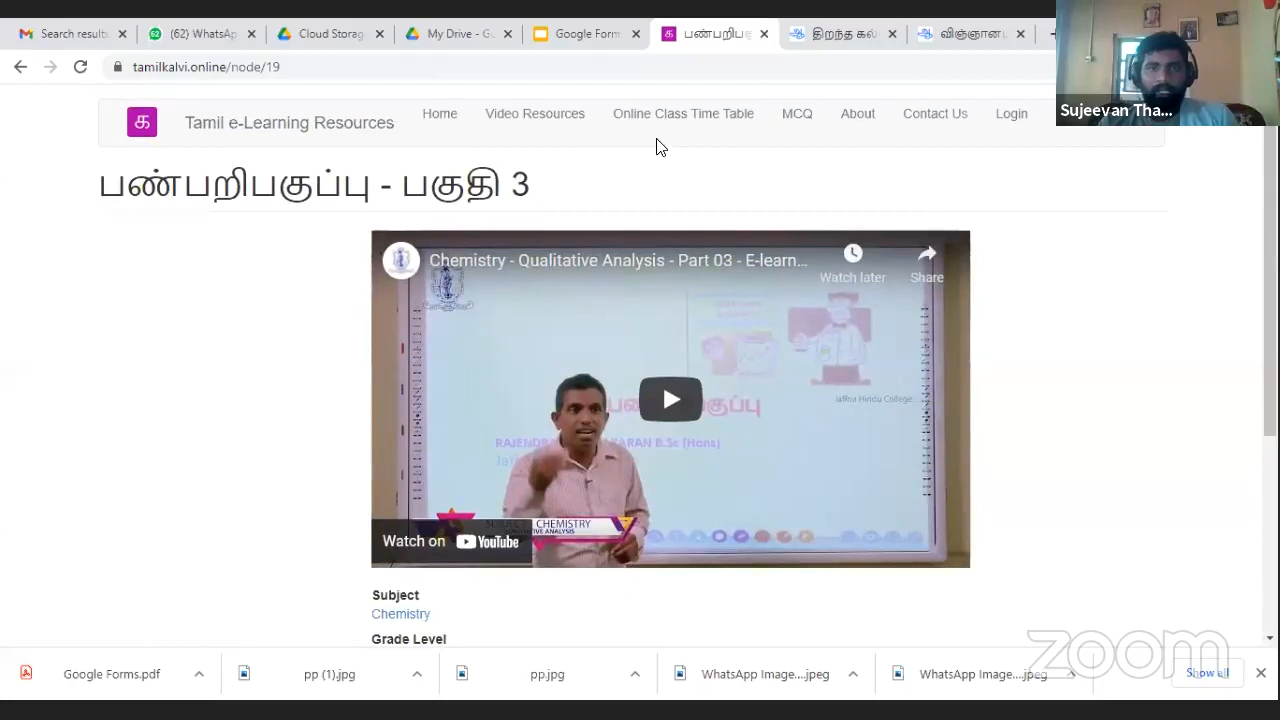 Search results
(62) WhatsAp
Cloud Storag
My Drive - G
Google Form
பண்பறிபகு
திறந்த கல்
விஞ்ஞான
tamilkalvi.online/node/19
Sujeevan Tha...
க
Tamil e-Learning Resources
Home
Video Resources
Online Class Time Table
MCQ
About
Contact Us
Login
பண்பறிபகுப்பு - பகுதி 3
Chemistry - Qualitative Analysis - Part 03 - E-learn...
Watch later
Share
Jaffna Hindu College
குப்பு
RAJENDRA ARAN B.Sc (Hons)
SUBJECT CHEMISTRY
Watch on YouTube
Subject
Chemistry
Grade Level
zoom
Google Forms.pdf
pp (1).jpg
pp.jpg
WhatsApp Image....jpeg
WhatsApp Image....jpeg
Show all